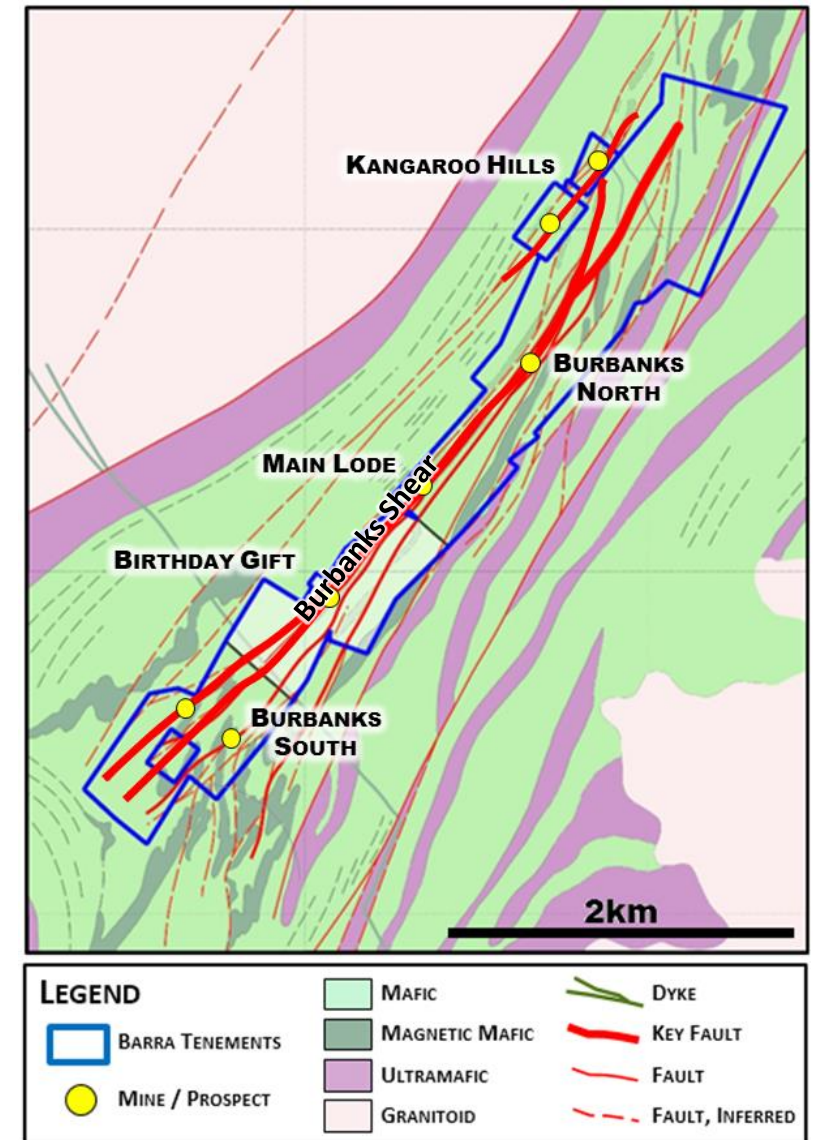 KANGAROO HILLS
BURBANKS
NORTH
MAIN LODE
Burbanks Shear
BIRTHDAY GIFT
BURBANKS
SOUTH
2km
LEGEND
BARRA TENEMENTS
MINE / PROSPECT
MAFIC
MAGNETIC MAFIC
ULTRAMAFIC
GRANITOID
DYKE
KEY FAULT
FAULT
FAULT, INFERRED